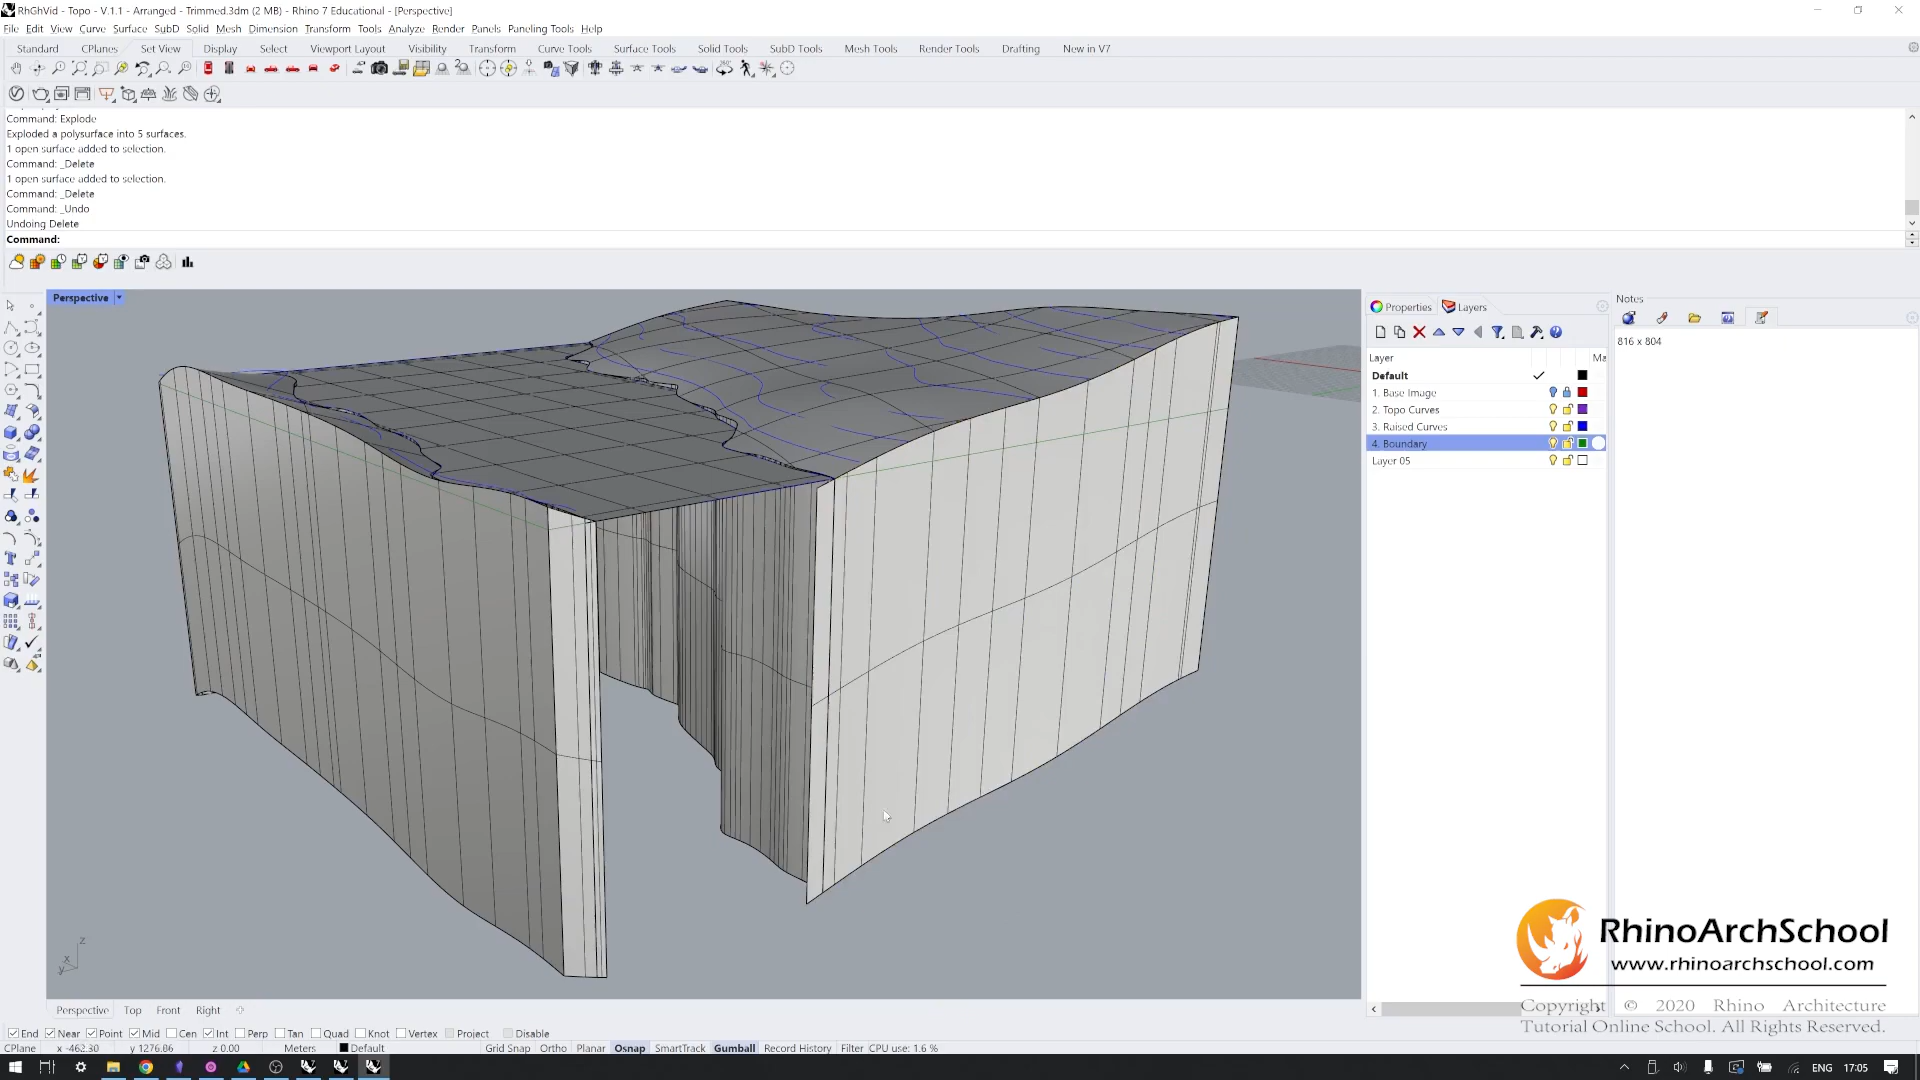 RhGhVid - Topo - V.1.1 - Arranged - Trimmed.3dm (2 MB) - Rhino 7 Educational - [Perspective]
File Edit View Curve Surface SubD Solid Mesh Dimension Transform Tools Analyze Render Panels Paneling Tools Help
Standard CPlanes Set View Display Select Viewport Layout Visibility Transform Curve Tools Surface Tools Solid Tools SubD Tools Mesh Tools Render Tools Drafting New in V7
Command: Explode
Exploded a polysurface into 5 surfaces.
1 open surface added to selection.
Command: _Delete
1 open surface added to selection.
Command: _Delete
Command: _Undo
Undoing Delete
Command:
Perspective
Properties Layers
Layer Ma
Default
1. Base Image
2. Topo Curves
3. Raised Curves
4. Boundary
Layer 05
Notes
816 x 804
z
x
y
RhinoArchSchool
www.rhinoarchschool.com
Copyright © 2020 Rhino Architecture
Tutorial Online School. All Rights Reserved.
Perspective Top Front Right
End Near Point Mid Cen Int Perp Tan Quad Knot Vertex Project Disable
CPlane x -462.30 y 1276.86 z 0.00 Meters Default Grid Snap Ortho Planar Osnap SmartTrack Gumball Record History Filter CPU use: 1.6 %
ENG 17:05